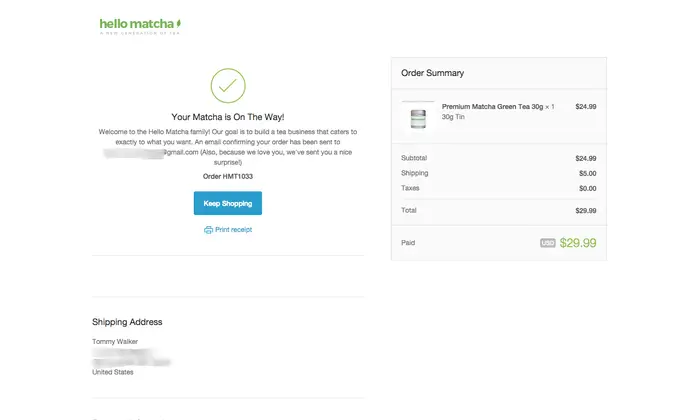 hello matcha
A NEW GENERATION OF TEA
Your Matcha is On The Way!
Welcome to the Hello Matcha family! Our goal is to build a tea business that caters to
exactly to what you want. An email confirming your order has been sent to
@gmail.com (Also, because we love you, we've sent you a nice
surprise!)
Order HMT1033
Keep Shopping
Print receipt
Shipping Address
Tommy Walker
United States
Order Summary
Premium Matcha Green Tea 30g × 1 $24.99
30g Tin
Subtotal $24.99
Shipping $5.00
Taxes $0.00
Total $29.99
Paid USD $29.99